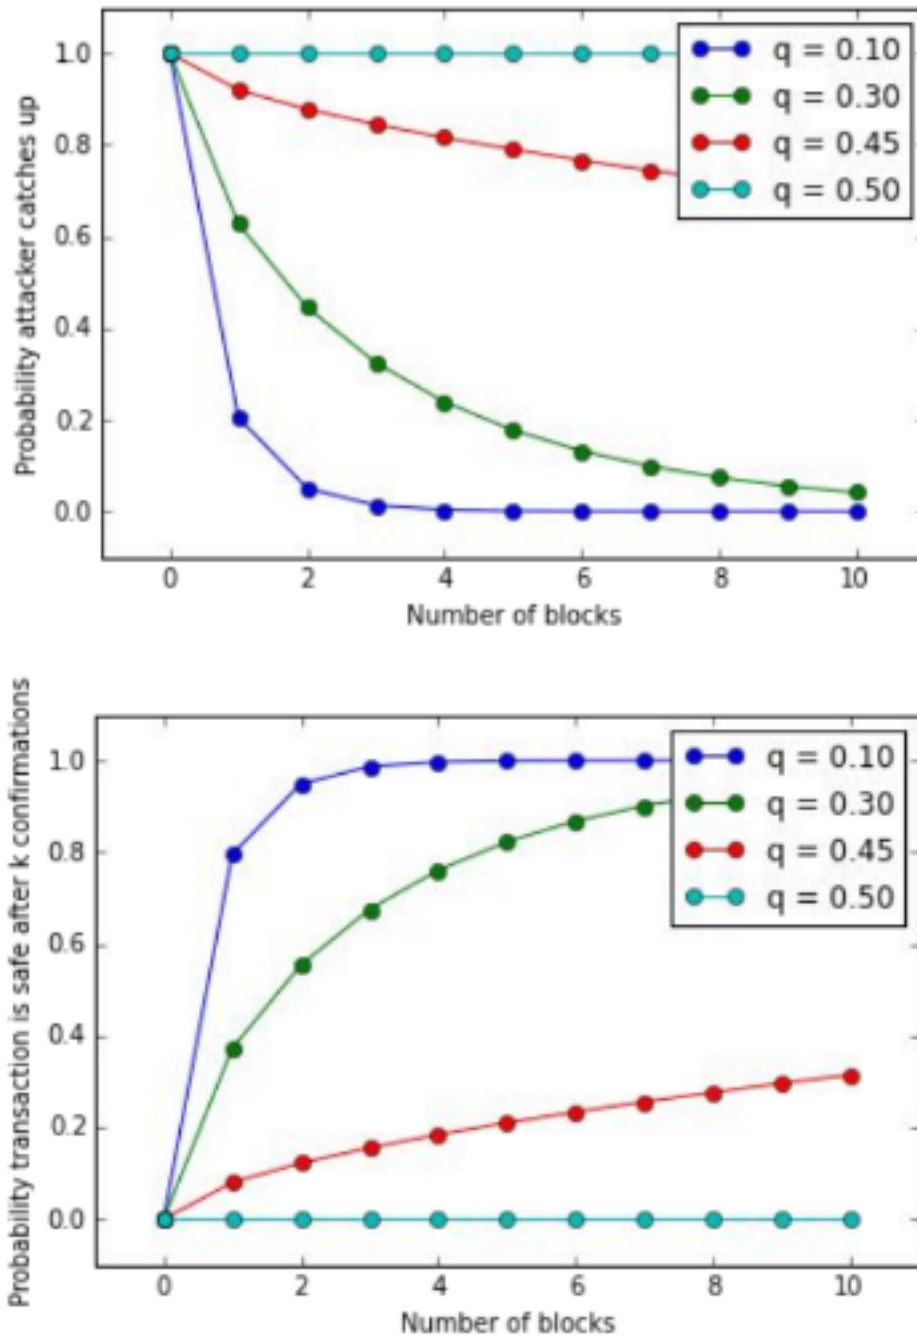 Probability attacker catches up
1.0
0.8
0.6
0.4
0.2
0.0
q = 0.10
q = 0.30
q = 0.45
q = 0.50
0 2 4 6 8 10
Number of blocks
Probability transaction is safe after k confirmations
1.0
0.8
0.6
0.4
0.2
0.0
q = 0.10
q = 0.30
q = 0.45
q = 0.50
0 2 4 6 8 10
Number of blocks